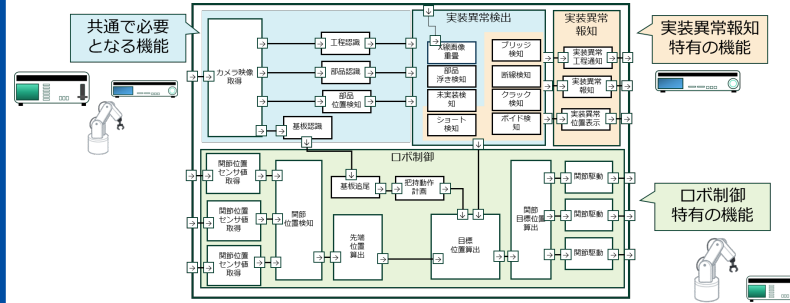 共通で必要
となる機能
実装異常検出
実装異常
報知
実装異常報知
特有の機能
カメラ映像
取得
工程認識
部品認識
部品
位置検知
基板認識
X線画像
重畳
部品
浮き検知
未実装検
知
ショート
検知
ブリッジ
検知
断線検知
クラック
検知
ボイド検
知
実装異常
工程通知
実装異常
報知
実装異常
位置表示
ロボ制御
関節位置
センサ値
取得
関節位置
センサ値
取得
関節位置
センサ値
取得
関節
位置検知
基板追尾
把持動作
計画
先端
位置
算出
目標
位置算出
関節
目標位置
算出
関節駆動
関節駆動
関節駆動
ロボ制御
特有の機能